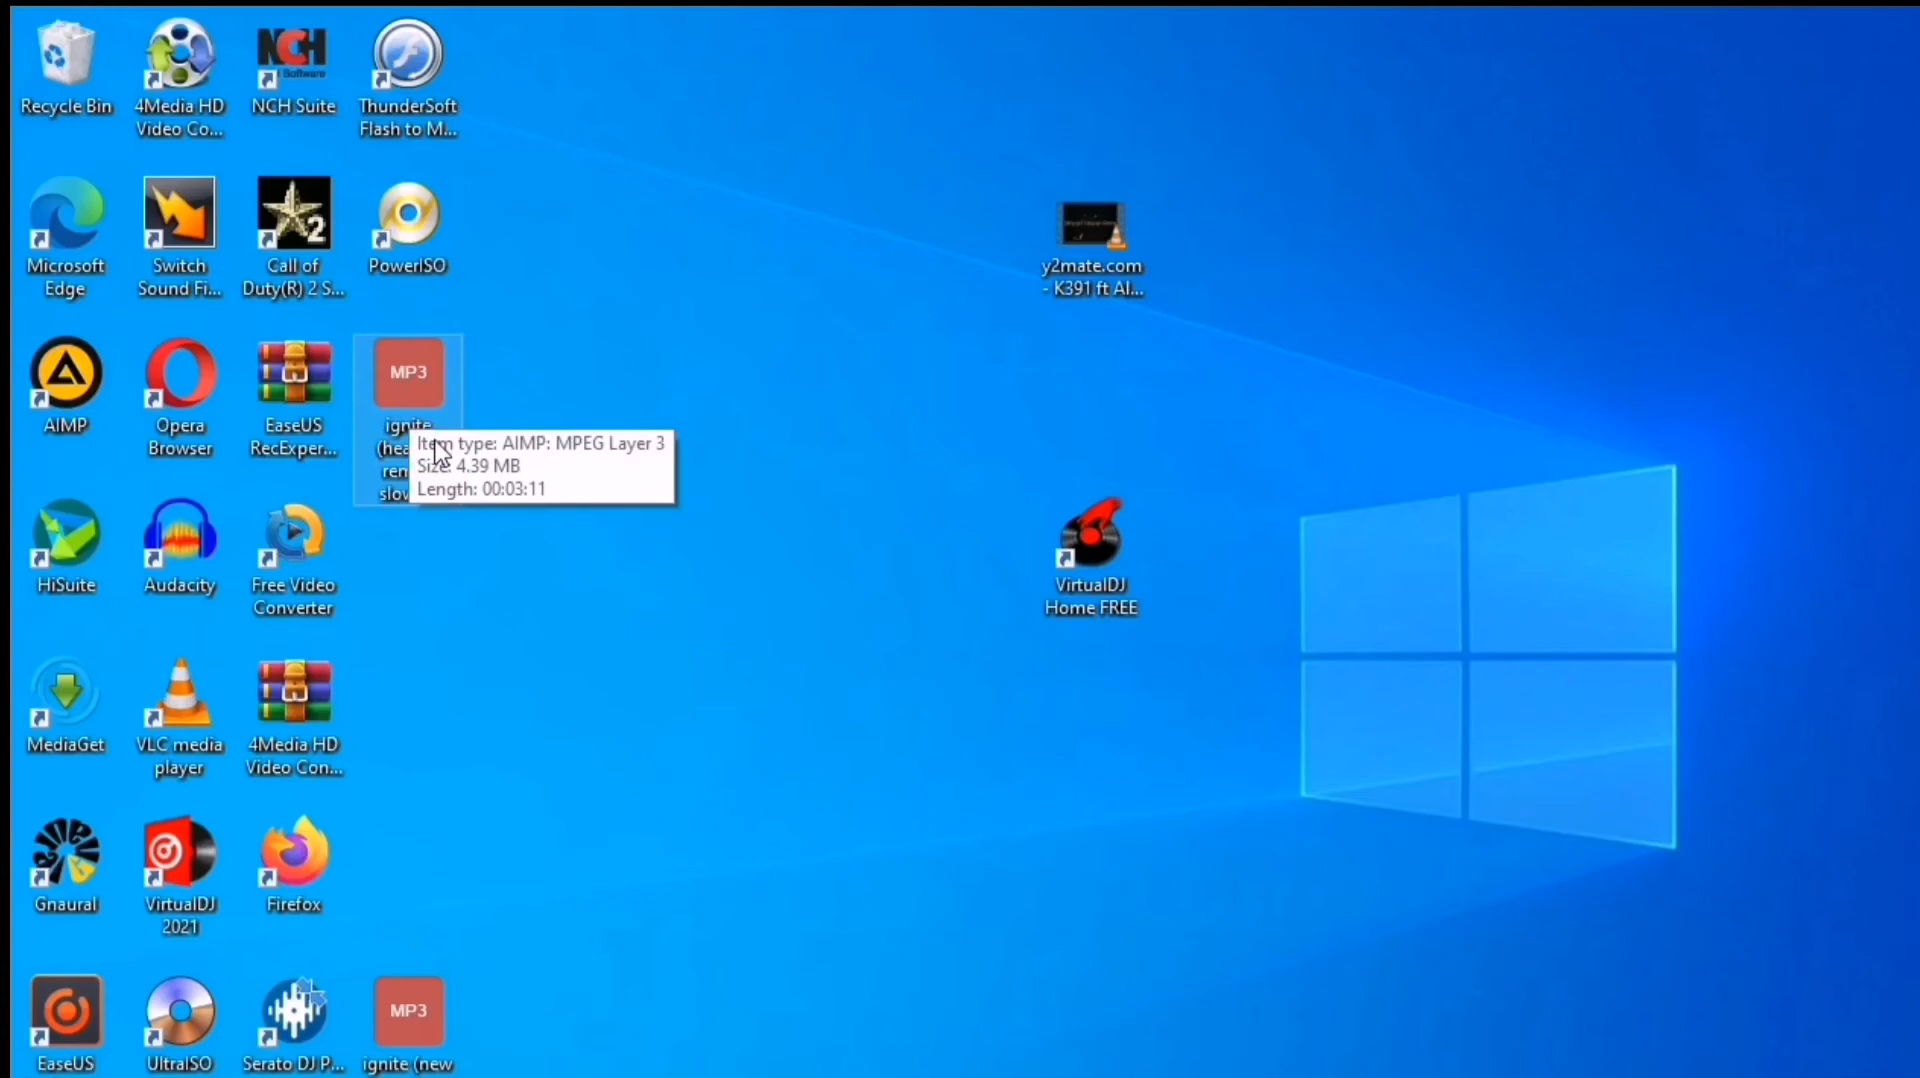 Recycle Bin
4Media HD
Video Co...
NCH
Software
NCH Suite
ThunderSoft
Flash to M...
Microsoft
Edge
Switch
Sound Fi...
2
Call of
Duty(R) 2 S...
PowerISO
y2mate.com
- K391 ft Al...
AIMP
Opera
Browser
EaseUS
RecExper...
MP3
ignite
(hea
rem
slow
Item type: AIMP: MPEG Layer 3
Size: 4.39 MB
Length: 00:03:11
HiSuite
Audacity
Free Video
Converter
VirtualDJ
Home FREE
MediaGet
VLC media
player
4Media HD
Video Con...
Gnaural
VirtualDJ
2021
Firefox
EaseUS
UltraISO
Serato DJ P...
MP3
ignite (new